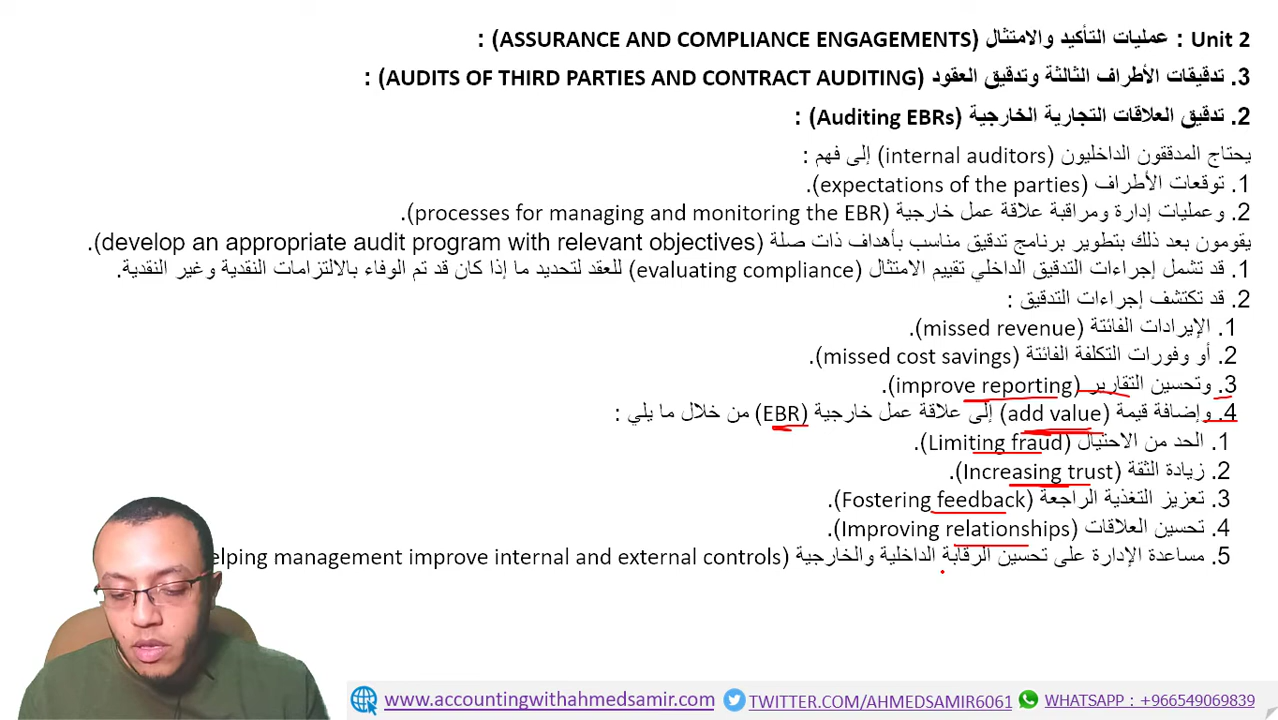 Unit 2 : عمليات التأكيد والامتثال (ASSURANCE AND COMPLIANCE ENGAGEMENTS) :
3. تدقيقات الأطراف الثالثة وتدقيق العقود (AUDITS OF THIRD PARTIES AND CONTRACT AUDITING) :
2. تدقيق العلاقات التجارية الخارجية (Auditing EBRs) :
يحتاج المدققون الداخليون (internal auditors) إلى فهم :
1. توقعات الأطراف (expectations of the parties).
2. وعمليات إدارة ومراقبة علاقة عمل خارجية (processes for managing and monitoring the EBR).
يقومون بعد ذلك بتطوير برنامج تدقيق مناسب بأهداف ذات صلة (develop an appropriate audit program with relevant objectives).
1. قد تشمل إجراءات التدقيق الداخلي تقييم الامتثال (evaluating compliance) للعقد لتحديد ما إذا كان قد تم الوفاء بالالتزامات النقدية وغير النقدية.
2. قد تكتشف إجراءات التدقيق :
1. الإيرادات الفائتة (missed revenue).
2. أو وفورات التكلفة الفائتة (missed cost savings).
3. وتحسين التقارير (improve reporting).
4. وإضافة قيمة (add value) إلى علاقة عمل خارجية (EBR) من خلال ما يلي :
1. الحد من الاحتيال (Limiting fraud).
2. زيادة الثقة (Increasing trust).
3. تعزيز التغذية الراجعة (Fostering feedback).
4. تحسين العلاقات (Improving relationships).
5. مساعدة الإدارة على تحسين الرقابة الداخلية والخارجية (elping management improve internal and external controls)
www.accountingwithahmedsamir.com TWITTER.COM/AHMEDSAMIR6061 WHATSAPP : +966549069839